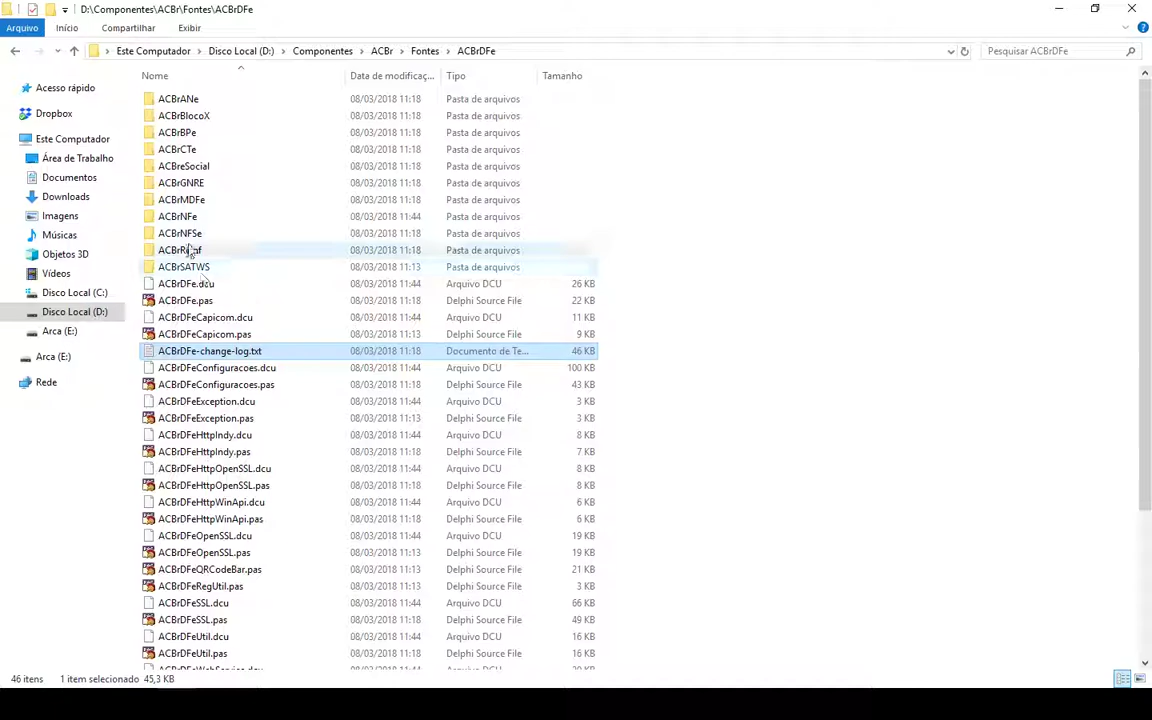 D:\Componentes\ACBr\Fontes\ACBrDFe
Arquivo Início Compartilhar Exibir
Este Computador Disco Local (D:) Componentes ACBr Fontes ACBrDFe Pesquisar ACBrDFe
Nome Data de modificaç... Tipo Tamanho
Acesso rápido
Dropbox
Este Computador
Área de Trabalho
Documentos
Downloads
Imagens
Músicas
Objetos 3D
Vídeos
Disco Local (C:)
Disco Local (D:)
Arca (E:)
Arca (E:)
Rede
ACBrANe 08/03/2018 11:18 Pasta de arquivos
ACBrBlocoX 08/03/2018 11:18 Pasta de arquivos
ACBrBPe 08/03/2018 11:18 Pasta de arquivos
ACBrCTe 08/03/2018 11:18 Pasta de arquivos
ACBreSocial 08/03/2018 11:18 Pasta de arquivos
ACBrGNRE 08/03/2018 11:18 Pasta de arquivos
ACBrMDFe 08/03/2018 11:18 Pasta de arquivos
ACBrNFe 08/03/2018 11:44 Pasta de arquivos
ACBrNFSe 08/03/2018 11:18 Pasta de arquivos
08/03/2018 11:18 Pasta de arquivos
ACBrSATWS 08/03/2018 11:13 Pasta de arquivos
ACBrDFe.dcu 08/03/2018 11:44 Arquivo DCU 26 KB
ACBrDFe.pas 08/03/2018 11:18 Delphi Source File 22 KB
ACBrDFeCapicom.dcu 08/03/2018 11:44 Arquivo DCU 11 KB
ACBrDFeCapicom.pas 08/03/2018 11:13 Delphi Source File 9 KB
ACBrDFe-change-log.txt 08/03/2018 11:18 Documento de Te... 46 KB
ACBrDFeConfiguracoes.dcu 08/03/2018 11:44 Arquivo DCU 100 KB
ACBrDFeConfiguracoes.pas 08/03/2018 11:18 Delphi Source File 43 KB
ACBrDFeException.dcu 08/03/2018 11:44 Arquivo DCU 3 KB
ACBrDFeException.pas 08/03/2018 11:13 Delphi Source File 3 KB
ACBrDFeHttpIndy.dcu 08/03/2018 11:44 Arquivo DCU 8 KB
ACBrDFeHttpIndy.pas 08/03/2018 11:18 Delphi Source File 7 KB
ACBrDFeHttpOpenSSL.dcu 08/03/2018 11:44 Arquivo DCU 8 KB
ACBrDFeHttpOpenSSL.pas 08/03/2018 11:18 Delphi Source File 8 KB
ACBrDFeHttpWinApi.dcu 08/03/2018 11:44 Arquivo DCU 6 KB
ACBrDFeHttpWinApi.pas 08/03/2018 11:18 Delphi Source File 6 KB
ACBrDFeOpenSSL.dcu 08/03/2018 11:44 Arquivo DCU 19 KB
ACBrDFeOpenSSL.pas 08/03/2018 11:13 Delphi Source File 19 KB
ACBrDFeQRCodeBar.pas 08/03/2018 11:13 Delphi Source File 21 KB
ACBrDFeRegUtil.pas 08/03/2018 11:13 Delphi Source File 3 KB
ACBrDFeSSL.dcu 08/03/2018 11:44 Arquivo DCU 66 KB
ACBrDFeSSL.pas 08/03/2018 11:18 Delphi Source File 49 KB
ACBrDFeUtil.dcu 08/03/2018 11:44 Arquivo DCU 16 KB
ACBrDFeUtil.pas 08/03/2018 11:18 Delphi Source File 16 KB
46 itens 1 item selecionado 45,3 KB